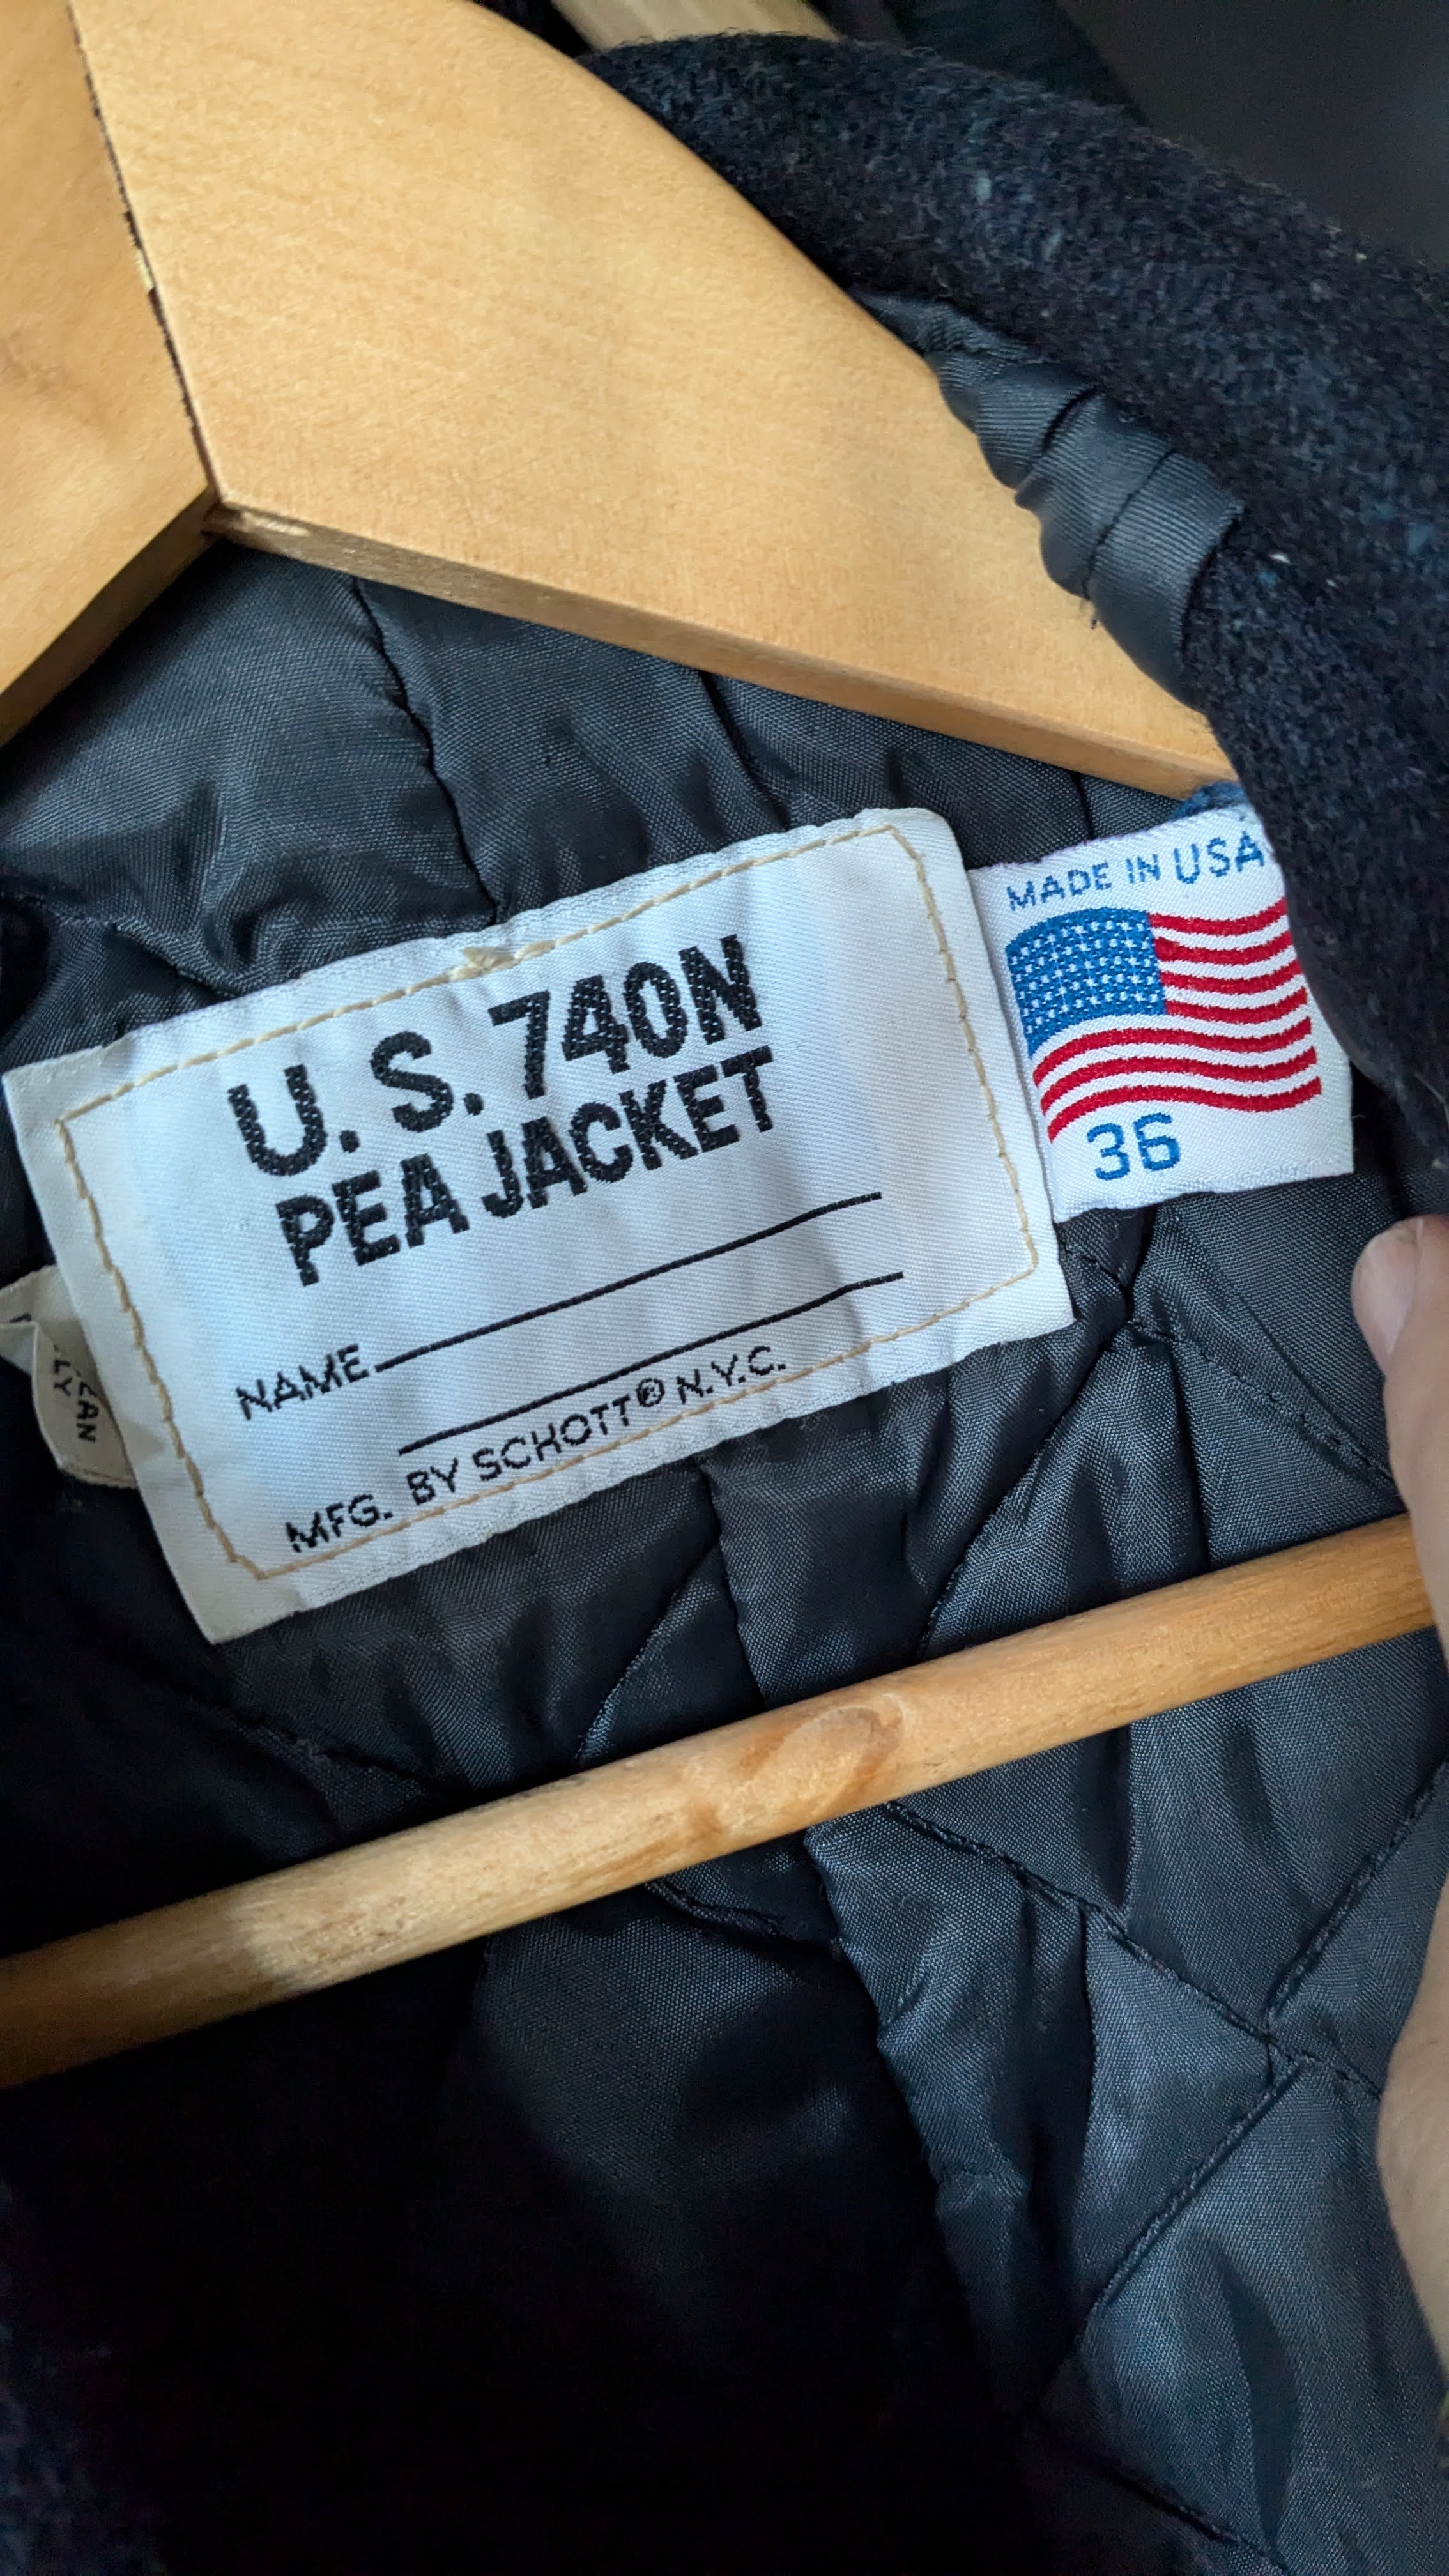 U. S. 740N
PEA JACKET
NAME
MFG. BY SCHOTT® N.Y.C.
MADE IN USA
36